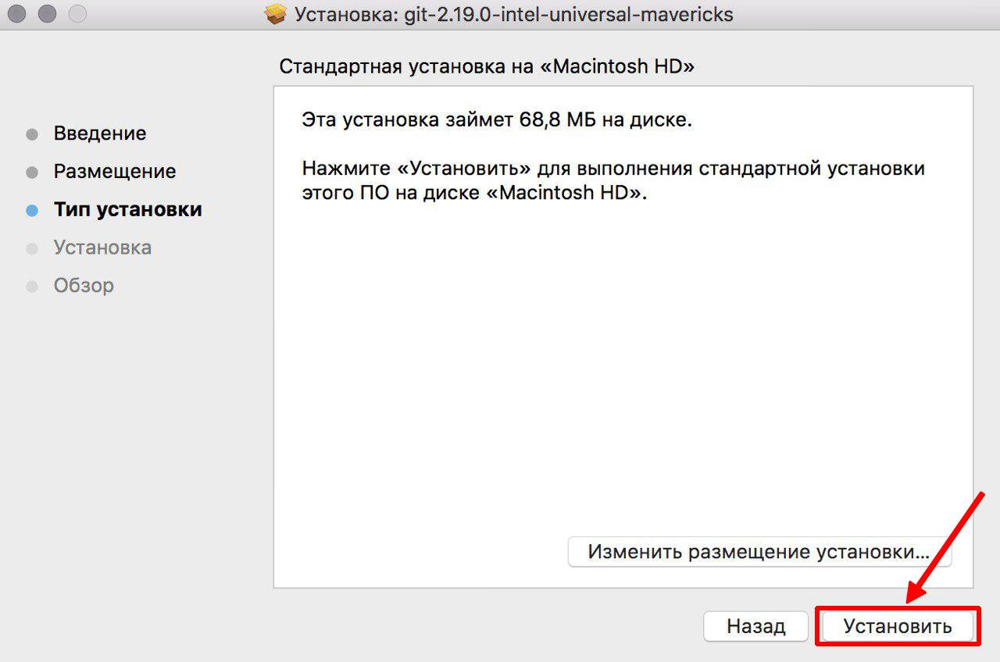 Установка: git-2.19.0-intel-universal-mavericks
Стандартная установка на «Macintosh HD»
Введение
Размещение
Тип установки
Установка
Обзор
Эта установка займет 68,8 МБ на диске.
Нажмите «Установить» для выполнения стандартной установки
этого ПО на диске «Macintosh HD».
Изменить размещение установки...
Назад
Установить